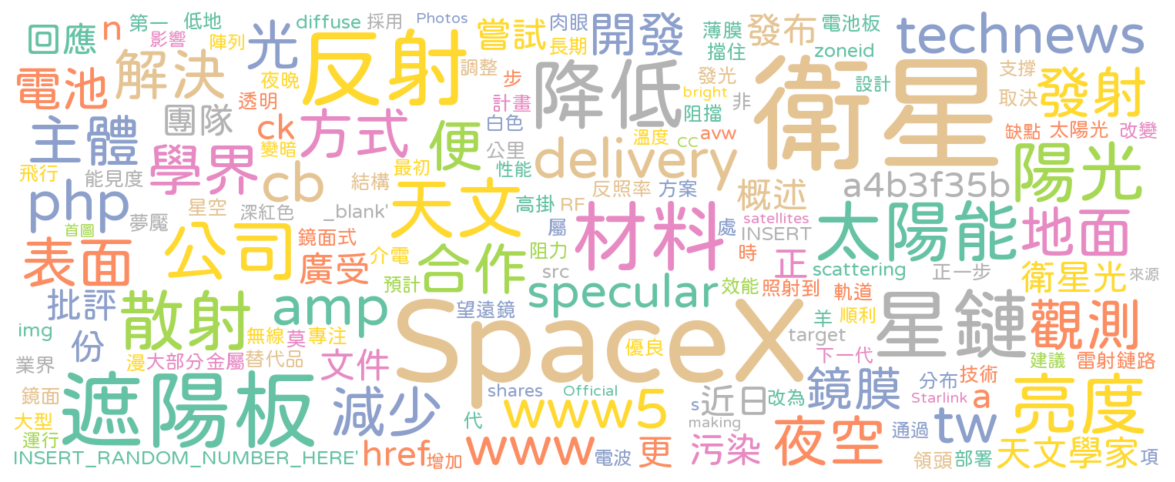 回應 n 第一 低地 diffuse 採用 Photos 肉眼 薄膜 發布 電池板 technews
影響 陣列 光 反射 嘗試 長期 開發 擋住 zoneid
電池 解決 夜晚 調整 步 降低 發光 衛星 設計 支撐 發射
透明 計畫 bright 非 阻擋 取決
主體 團隊 ck 方式 便 白色 溫度 cc avw 缺點 太陽光 改變
學界 變暗 公里 delivery 陽光
飛行 能見度 cb 結構 最初 性能 反照率 方案 概述 a4b3f35b
php 星空 深紅色 _blank' 天文 高掛 RF 材料 屬 satellites 太陽能 地面
首圖 夢魘 公司 鏡面式 介電 處 INSERT
表面 廣受 合作 阻力 時 正 scattering 正一步 衛星光 來源
批評 散射 amp 預計 src specular 效能 照射到 軌道 星鏈 觀測
img 份 無線 莫 專注 望遠鏡 SpaceX 優良 target 羊 順利
業界 漫 大部分 金屬 替代品 文件 下一代 建議 雷射鏈路
鏡面 遮陽板 減少 shares Official www5 s 近日 改為 鏡膜 分布 技術 亮度
大型 代 making Starlink a
運行 href www 電波 更 污染 夜空 通過 tw 天文學家
INSERT_RANDOM_NUMBER_HERE' 增加 領頭 部署 項